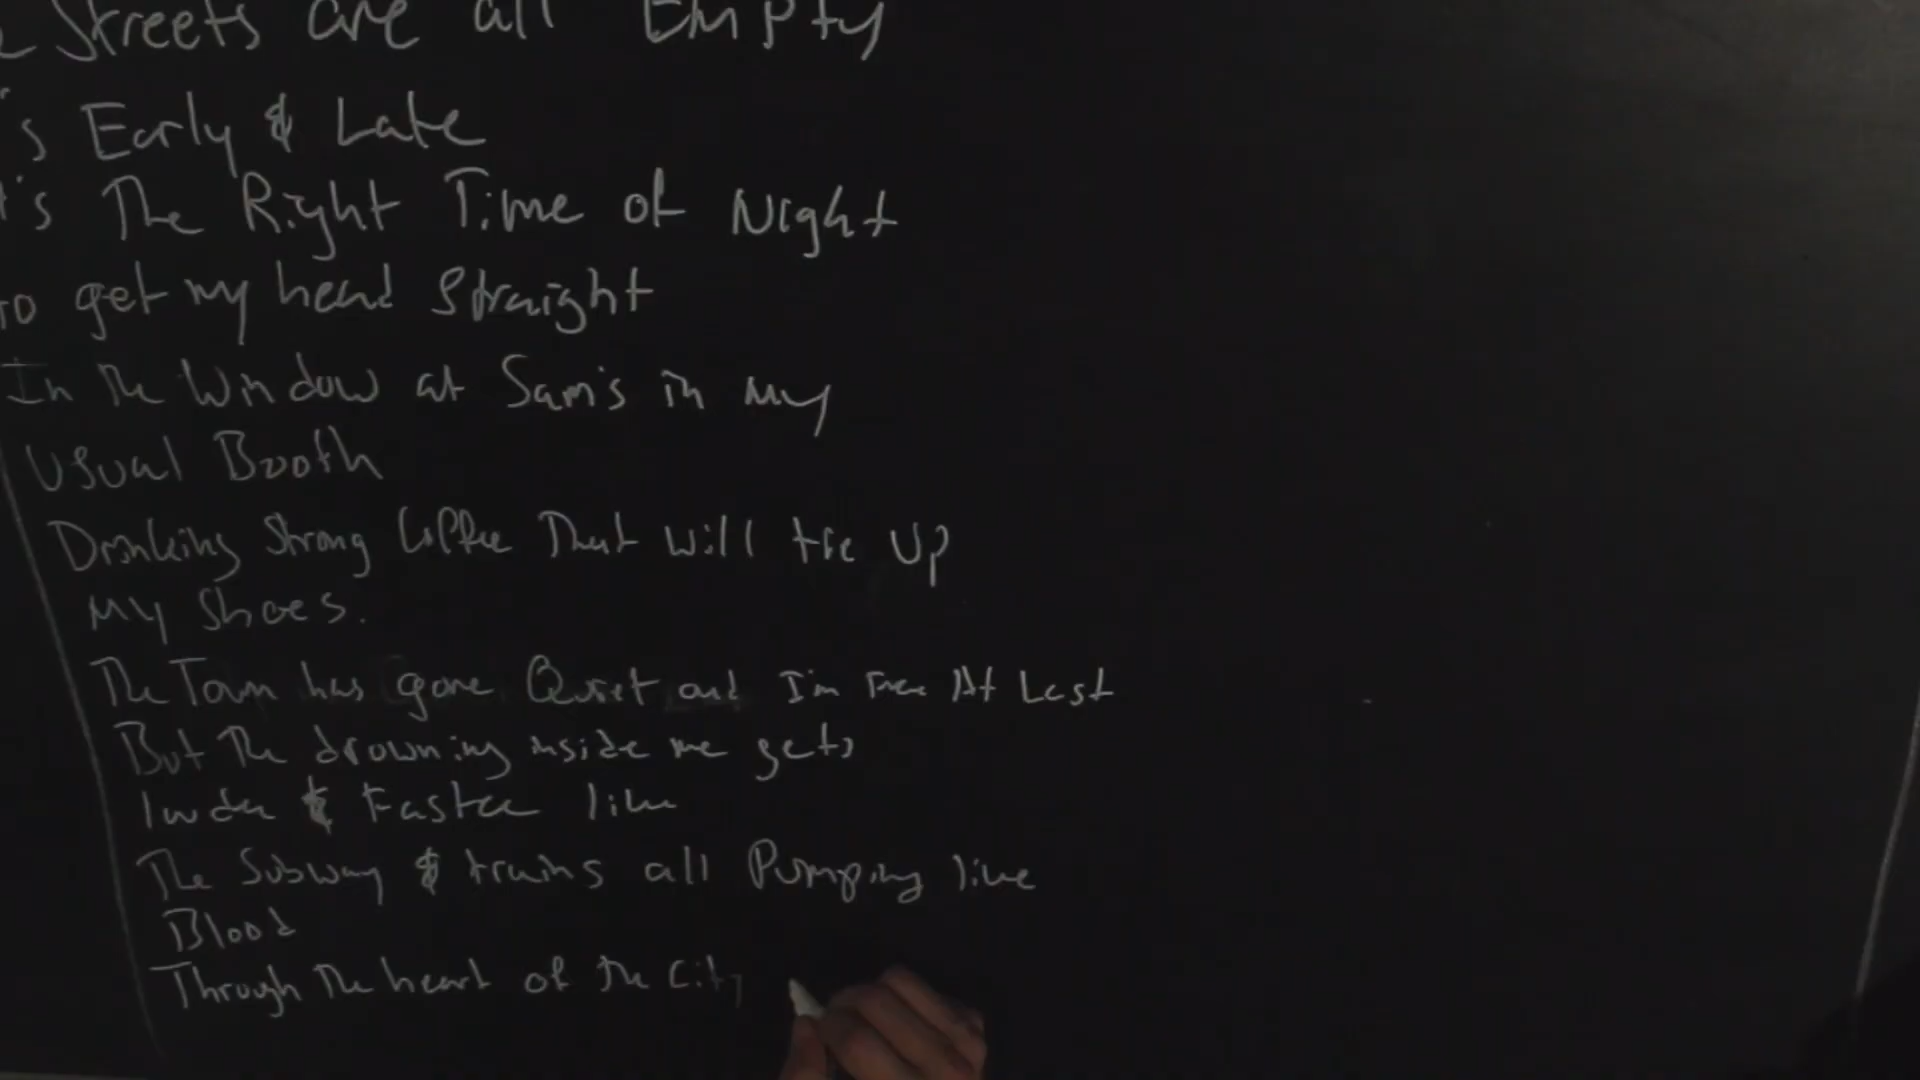 Streets are all Empty
's Early & Late
t's The Right Time of Night
to get my head Straight
In the Window at Sam's in my
Usual Booth
Drinking Strong Coffee That Will tie Up
My Shoes.
The Town has gone Quiet and I'm Free At Last
But The drowning inside me gets
louder & Faster like
The Subway & trains all Pumping like
Blood
Through The heart of the City